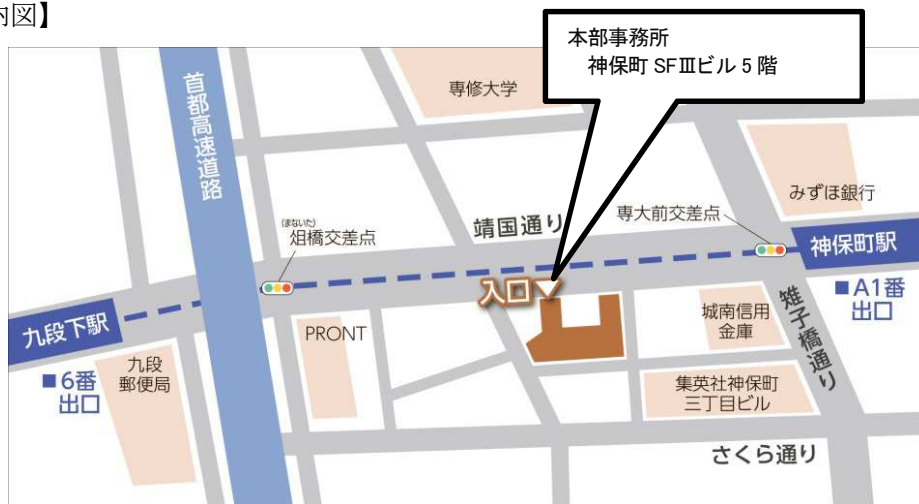 内図】
本部事務所
神保町 SFⅢビル 5 階
専修大学
首都高速道路
みずほ銀行
(まないた)
俎橋交差点
靖国通り
専大前交差点
神保町駅
■A1番
出口
入口
九段下駅
■6番
出口
九段
郵便局
PRONT
城南信用
金庫
雉子橋通り
集英社神保町
三丁目ビル
さくら通り